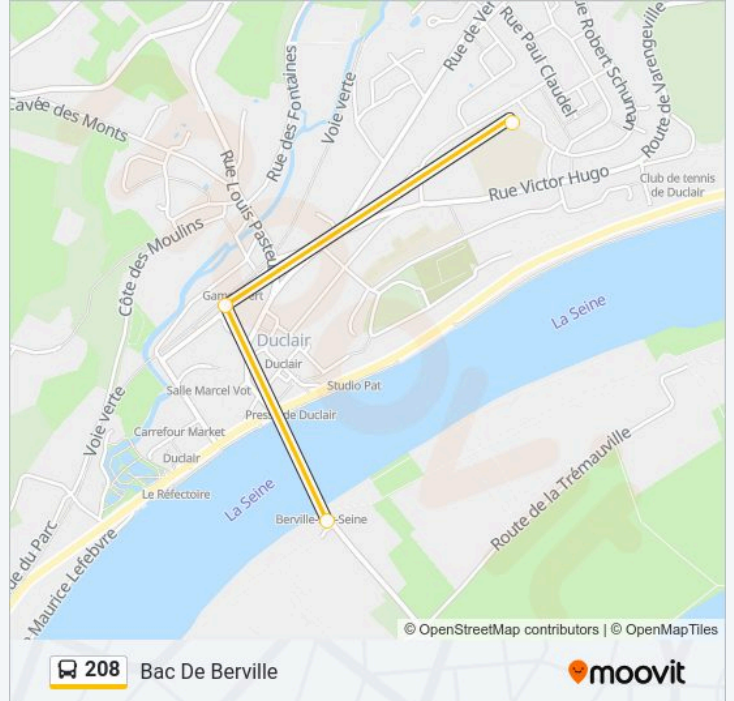 Rue de Ver
Rue Paul Claudel
Rue Robert Schuman
Route de Varengeville
Rue des Fontaines
Voie verte
Cavée des Monts
Rue Louis Pasteu
Club de tennis
de Duclair
Rue Victor Hugo
Côte des Moulins
La Seine
Duclair
Duclair
Studio Pat
Salle Marcel Vot
de Duclair
Carrefour Market
Duclair
Voie verte
Le Réfectoire
La Seine
Berville-
Seine
Route de la Trémauville
ue du Parc
Maurice Lefebvre
© OpenStreetMap contributors | © OpenMapTiles
208 Bac De Berville
moovit